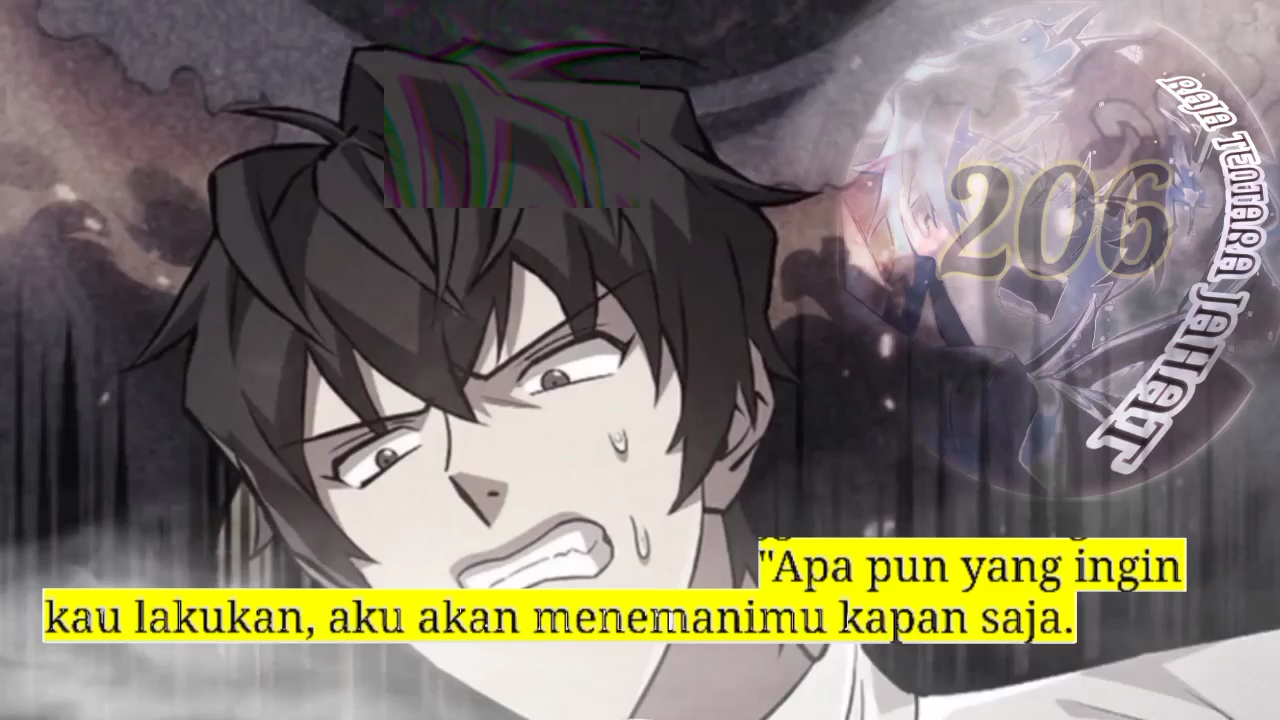 RAJA TENTARA JAHAT
206
"Apa pun yang ingin
kau lakukan, aku akan menemanimu kapan saja.